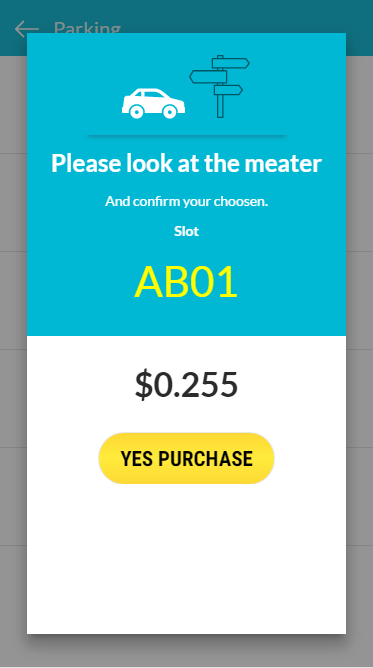 Parking
Please look at the meater
And confirm your choosen.
Slot
AB01
$0.255
YES PURCHASE